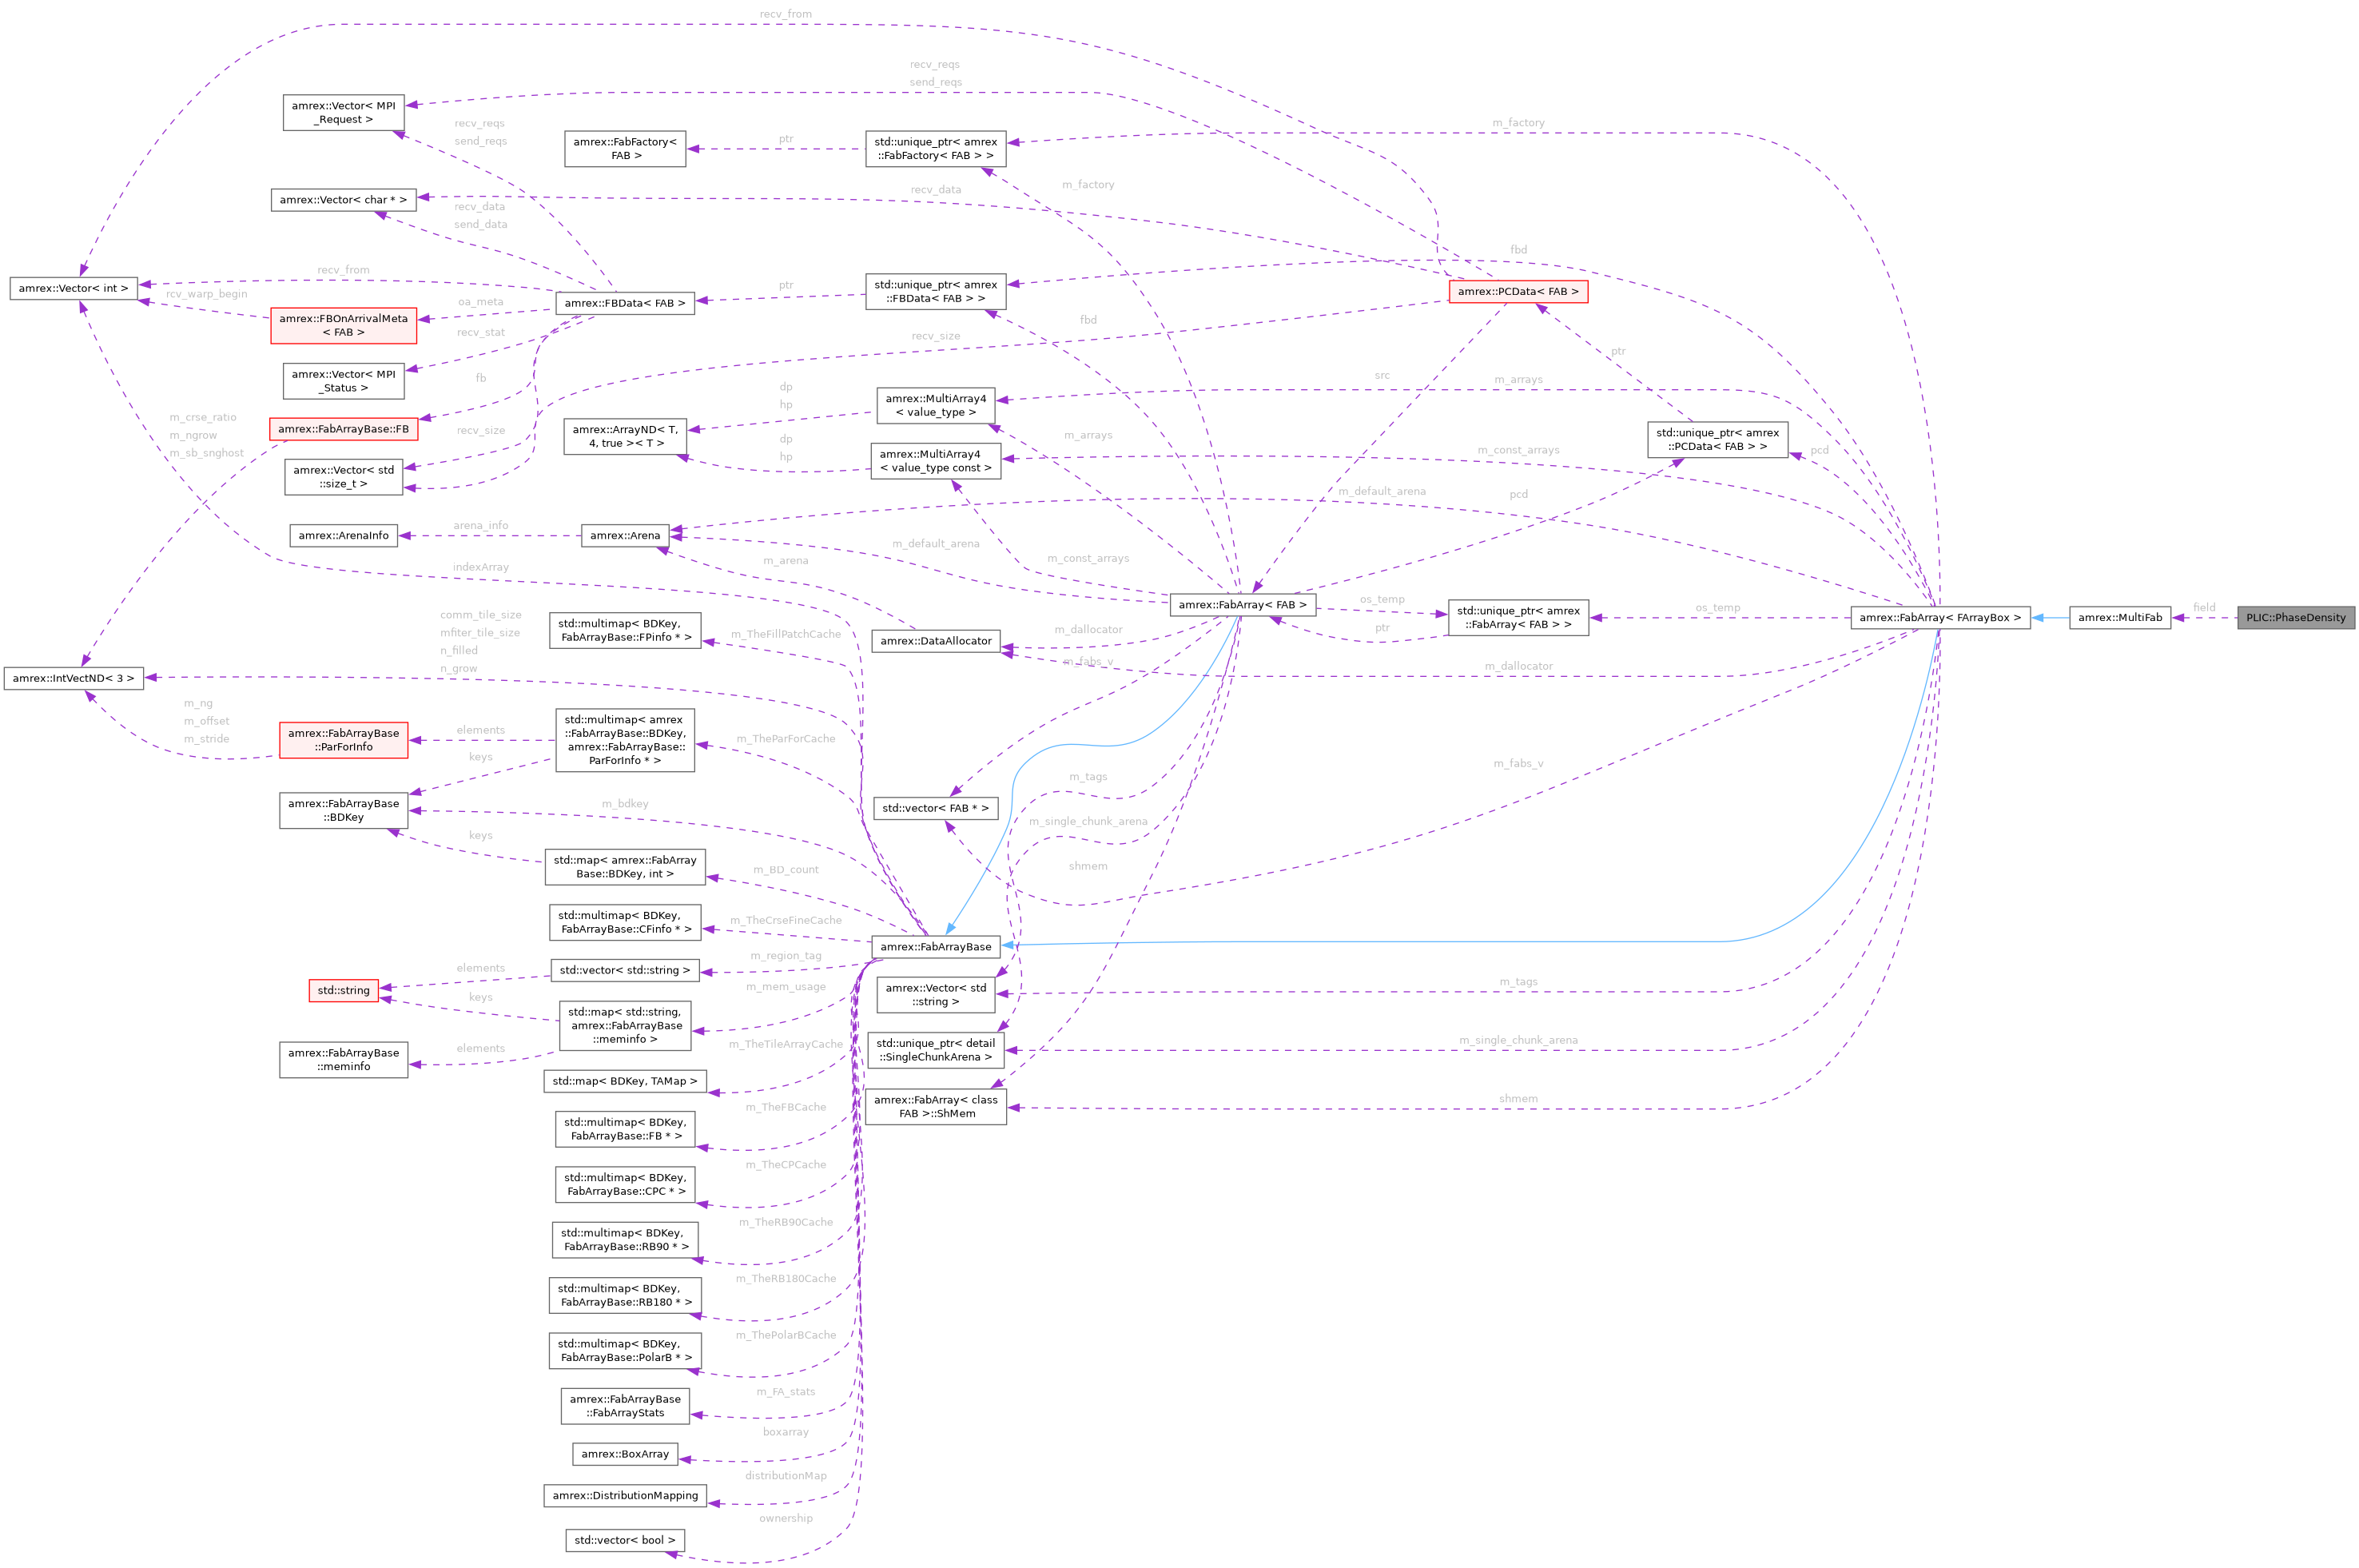 recv_from
recv_reqs
send_reqs
amrex::Vector< MPI
_Request >
recv_reqs
send_reqs
amrex::FabFactory<
FAB >
ptr
std::unique_ptr< amrex
::FabFactory< FAB > >
m_factory
m_factory
amrex::Vector< char * >
recv_data
send_data
recv_data
fbd
amrex::Vector< int >
recv_from
rcv_warp_begin
amrex::FBOnArrivalMeta
< FAB >
oa_meta
amrex::FBData< FAB >
ptr
std::unique_ptr< amrex
::FBData< FAB > >
fbd
amrex::PCData< FAB >
recv_stat
recv_size
ptr
amrex::Vector< MPI
_Status >
fb
dp
hp
amrex::MultiArray4
< value_type >
src
m_arrays
m_crse_ratio
m_ngrow
m_sb_snghost
amrex::FabArrayBase::FB
recv_size
amrex::ArrayND< T,
4, true >< T >
dp
hp
m_arrays
std::unique_ptr< amrex
::PCData< FAB > >
pcd
amrex::MultiArray4
< value_type const >
m_const_arrays
amrex::Vector< std
::size_t >
m_default_arena
pcd
amrex::ArenaInfo
arena_info
amrex::Arena
m_default_arena
m_const_arrays
m_arena
indexArray
amrex::FabArray< FAB >
os_temp
std::unique_ptr< amrex
::FabArray< FAB > >
os_temp
amrex::FabArray< FArrayBox >
amrex::MultiFab
field
PLIC::PhaseDensity
comm_tile_size
mfiter_tile_size
n_filled
n_grow
std::multimap< BDKey,
FabArrayBase::FPinfo * >
m_TheFillPatchCache
amrex::DataAllocator
m_dallocator
ptr
m_fabs_v
m_dallocator
amrex::IntVectND< 3 >
m_ng
m_offset
m_stride
amrex::FabArrayBase
::ParForInfo
elements
keys
std::multimap< amrex
::FabArrayBase::BDKey,
amrex::FabArrayBase::
ParForInfo * >
m_TheParForCache
m_tags
m_fabs_v
amrex::FabArrayBase
::BDKey
m_bdkey
std::vector< FAB * >
m_single_chunk_arena
keys
std::map< amrex::FabArray
Base::BDKey, int >
m_BD_count
shmem
std::multimap< BDKey,
FabArrayBase::CFinfo * >
m_TheCrseFineCache
amrex::FabArrayBase
m_region_tag
std::string
elements
std::vector< std::string >
keys
m_mem_usage
amrex::Vector< std
::string >
m_tags
std::map< std::string,
amrex::FabArrayBase
::meminfo >
m_TheTileArrayCache
std::unique_ptr< detail
::SingleChunkArena >
m_single_chunk_arena
amrex::FabArrayBase
::meminfo
elements
std::map< BDKey, TAMap >
amrex::FabArray< class
FAB >::ShMem
shmem
m_TheFBCache
std::multimap< BDKey,
FabArrayBase::FB * >
m_TheCPCache
std::multimap< BDKey,
FabArrayBase::CPC * >
m_TheRB90Cache
std::multimap< BDKey,
FabArrayBase::RB90 * >
m_TheRB180Cache
std::multimap< BDKey,
FabArrayBase::RB180 * >
m_ThePolarBCache
std::multimap< BDKey,
FabArrayBase::PolarB * >
m_FA_stats
amrex::FabArrayBase
::FabArrayStats
boxarray
amrex::BoxArray
distributionMap
amrex::DistributionMapping
ownership
std::vector< bool >